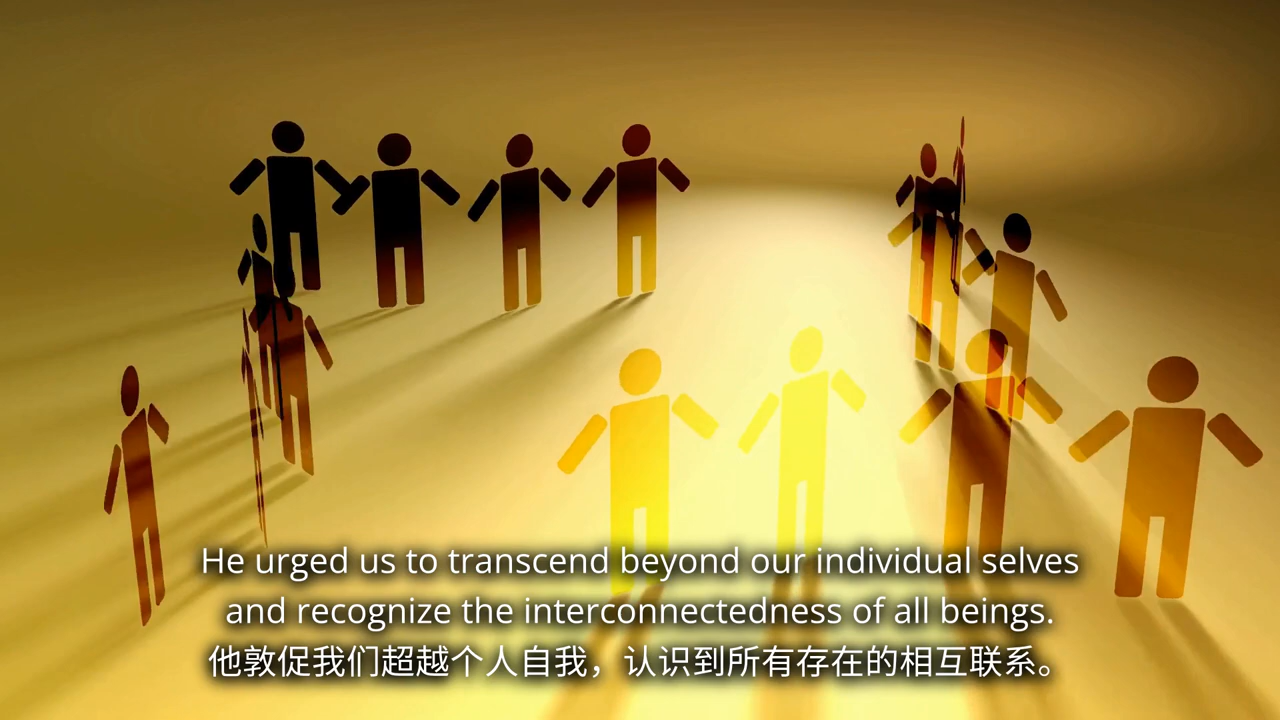 He urged us to transcend beyond our individual selves
and recognize the interconnectedness of all beings.
他敦促我们超越个人自我，认识到所有存在的相互联系。